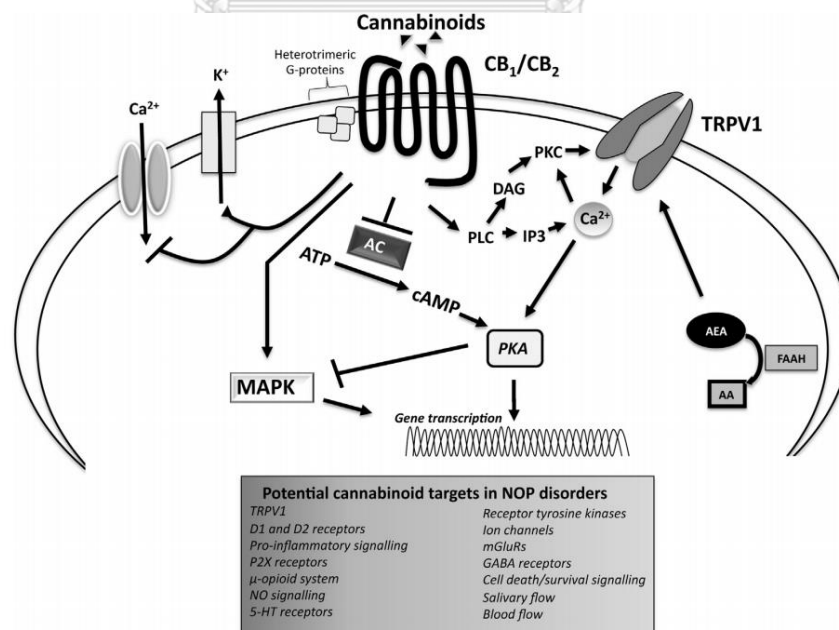 Cannabinoids
Heterotrimeric
G-proteins
CB₁/CB₂
K⁺
Ca²⁺
TRPV1
PKC
DAG
PLC
IP3
Ca²⁺
AC
ATP
cAMP
PKA
MAPK
AEA
FAAH
AA
Gene transcription
Potential cannabinoid targets in NOP disorders
TRPV1
D1 and D2 receptors
Pro-inflammatory signalling
P2X receptors
μ-opioid system
NO signalling
5-HT receptors
Receptor tyrosine kinases
Ion channels
mGluRs
GABA receptors
Cell death/survival signalling
Salivary flow
Blood flow